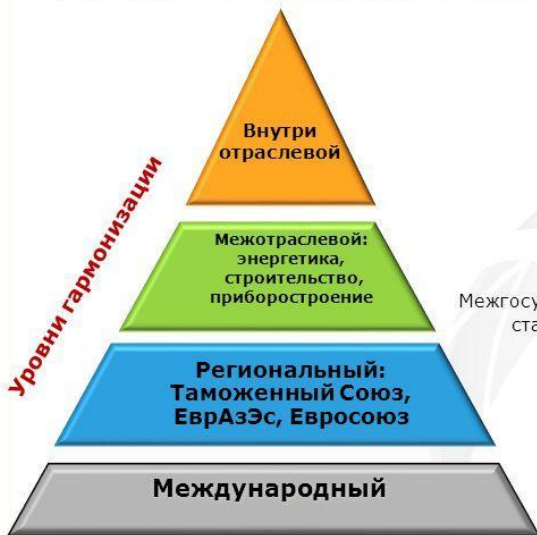 Уровни гармонизации
Внутри
отраслевой
Межотраслевой:
энергетика,
строительство,
приборостроение
Региональный:
Таможенный Союз,
ЕврАзЭс, Евросоюз
Международный